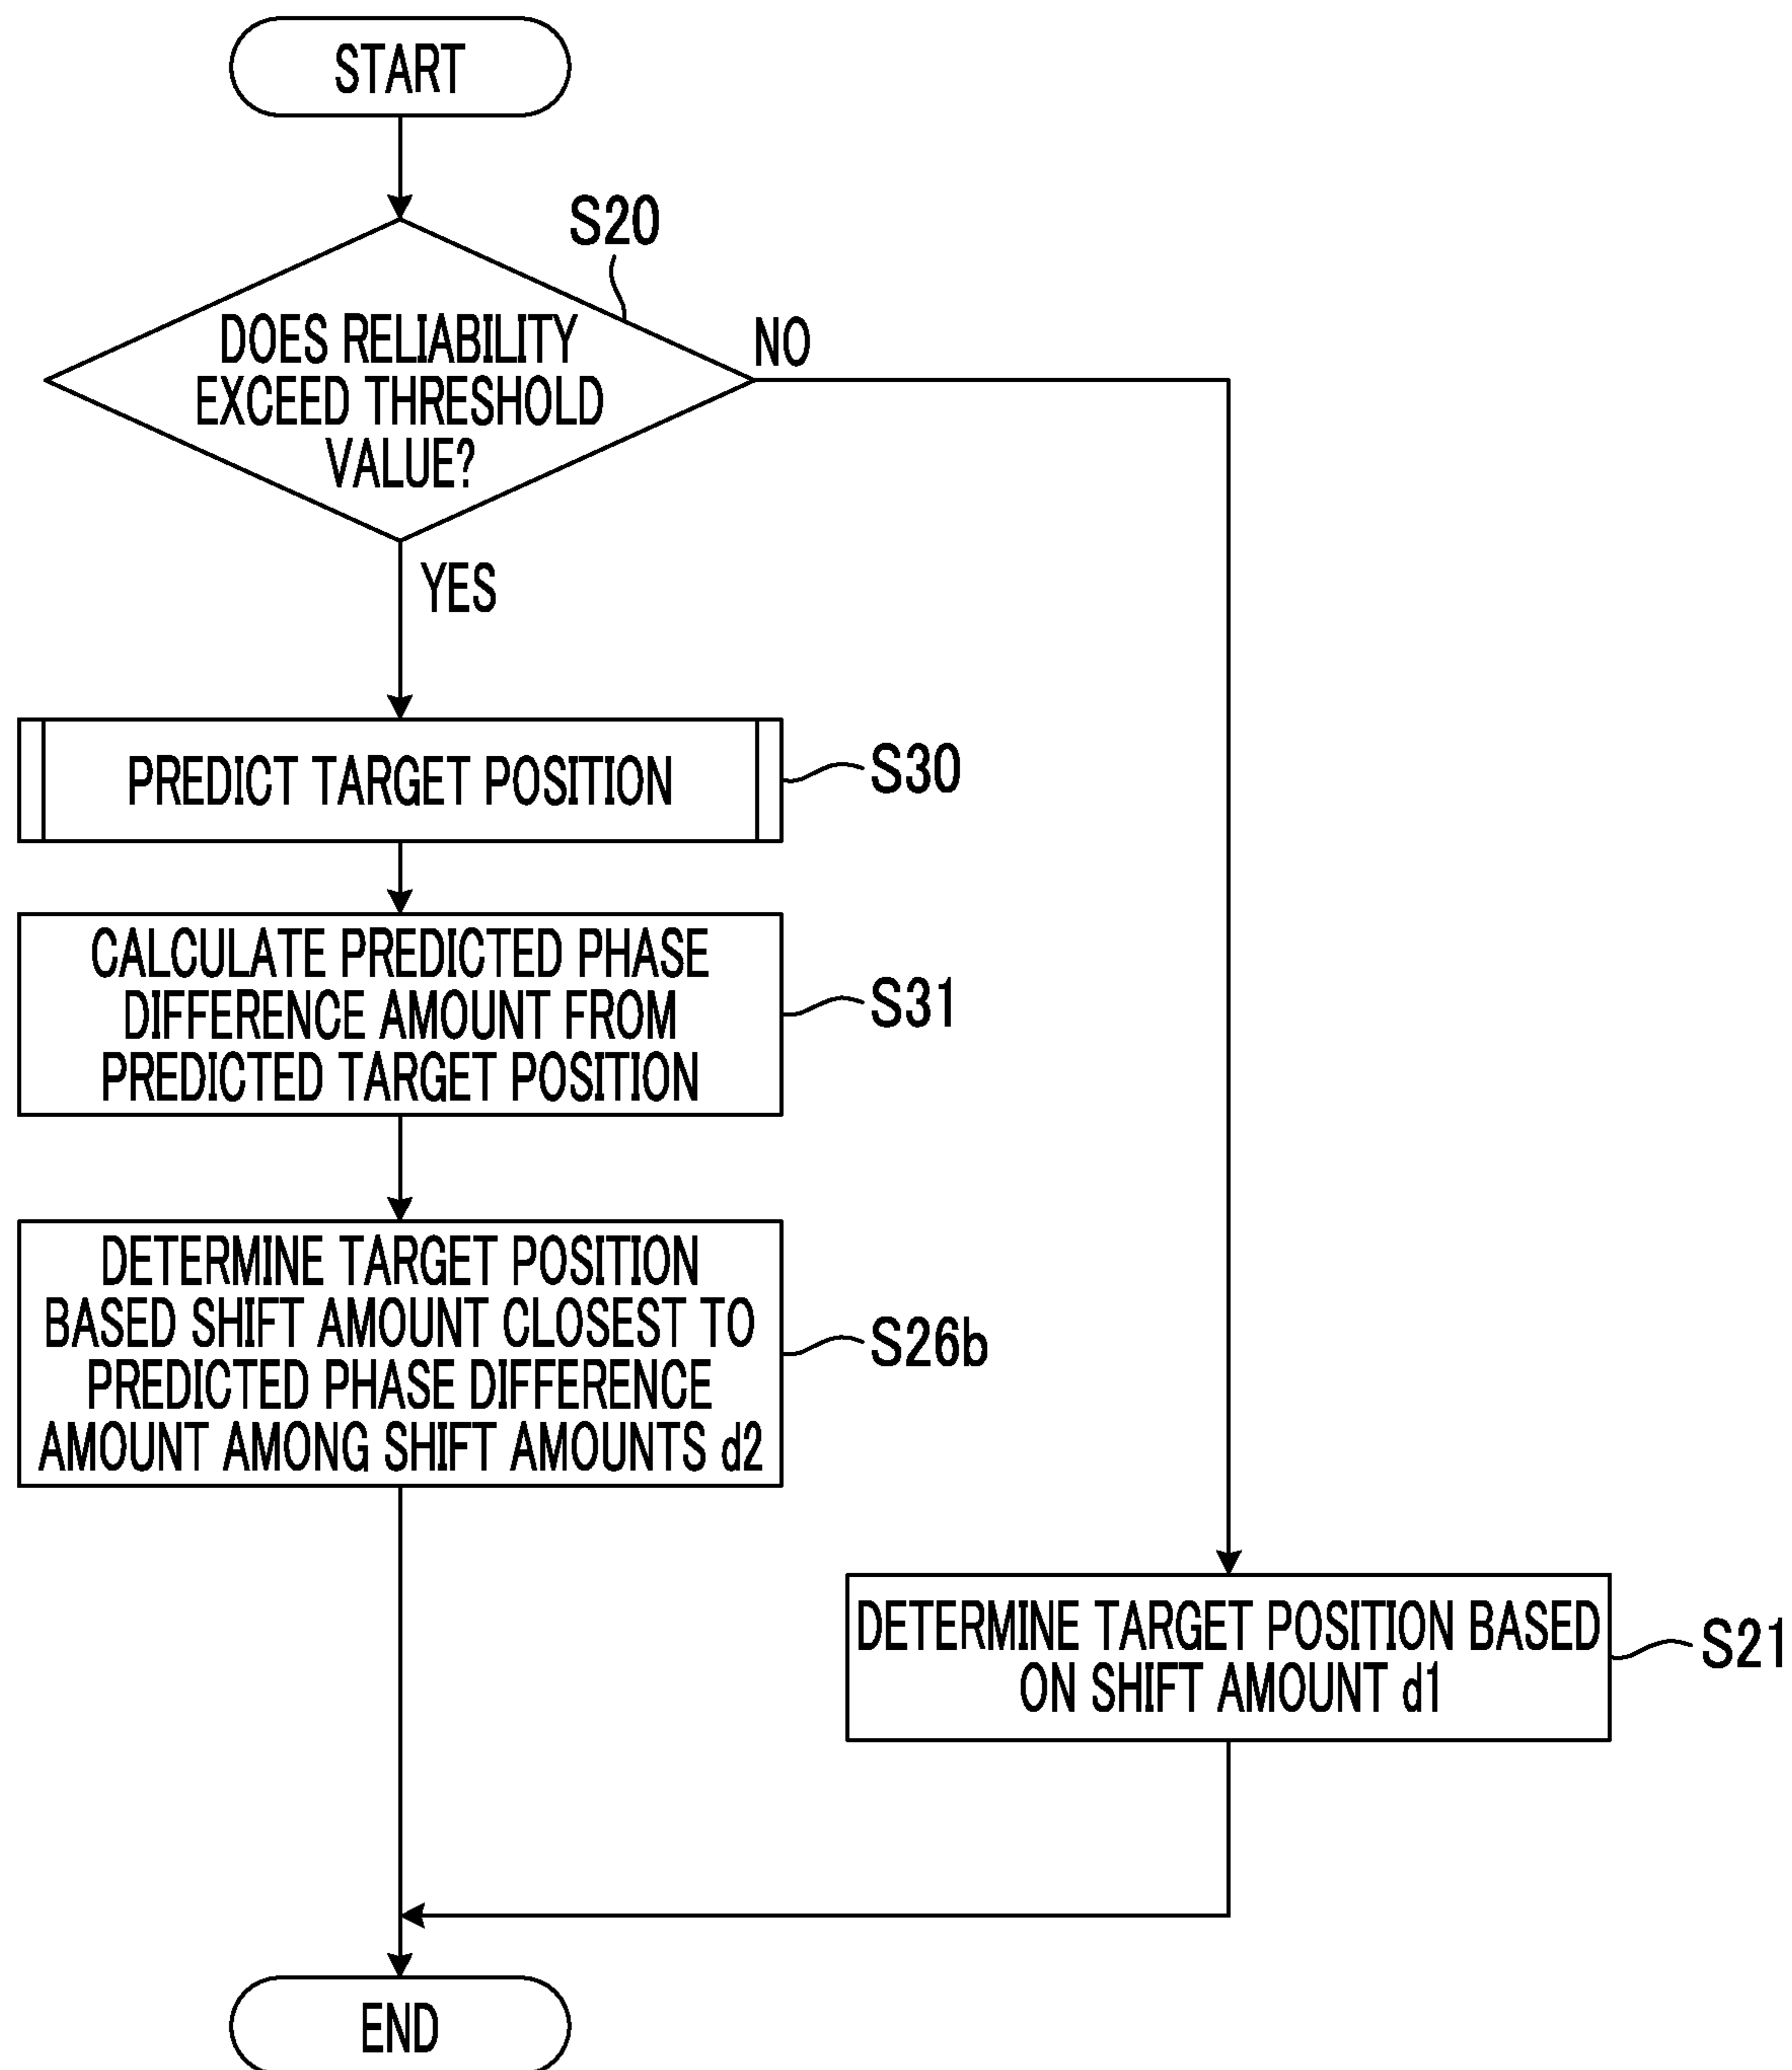 START
S20
DOES RELIABILITY
EXCEED THRESHOLD
VALUE?
NO
YES
PREDICT TARGET POSITION
S30
CALCULATE PREDICTED PHASE
DIFFERENCE AMOUNT FROM
PREDICTED TARGET POSITION
S31
DETERMINE TARGET POSITION
BASED SHIFT AMOUNT CLOSEST TO
PREDICTED PHASE DIFFERENCE
AMOUNT AMONG SHIFT AMOUNTS d2
S26b
DETERMINE TARGET POSITION BASED
ON SHIFT AMOUNT d1
S21
END